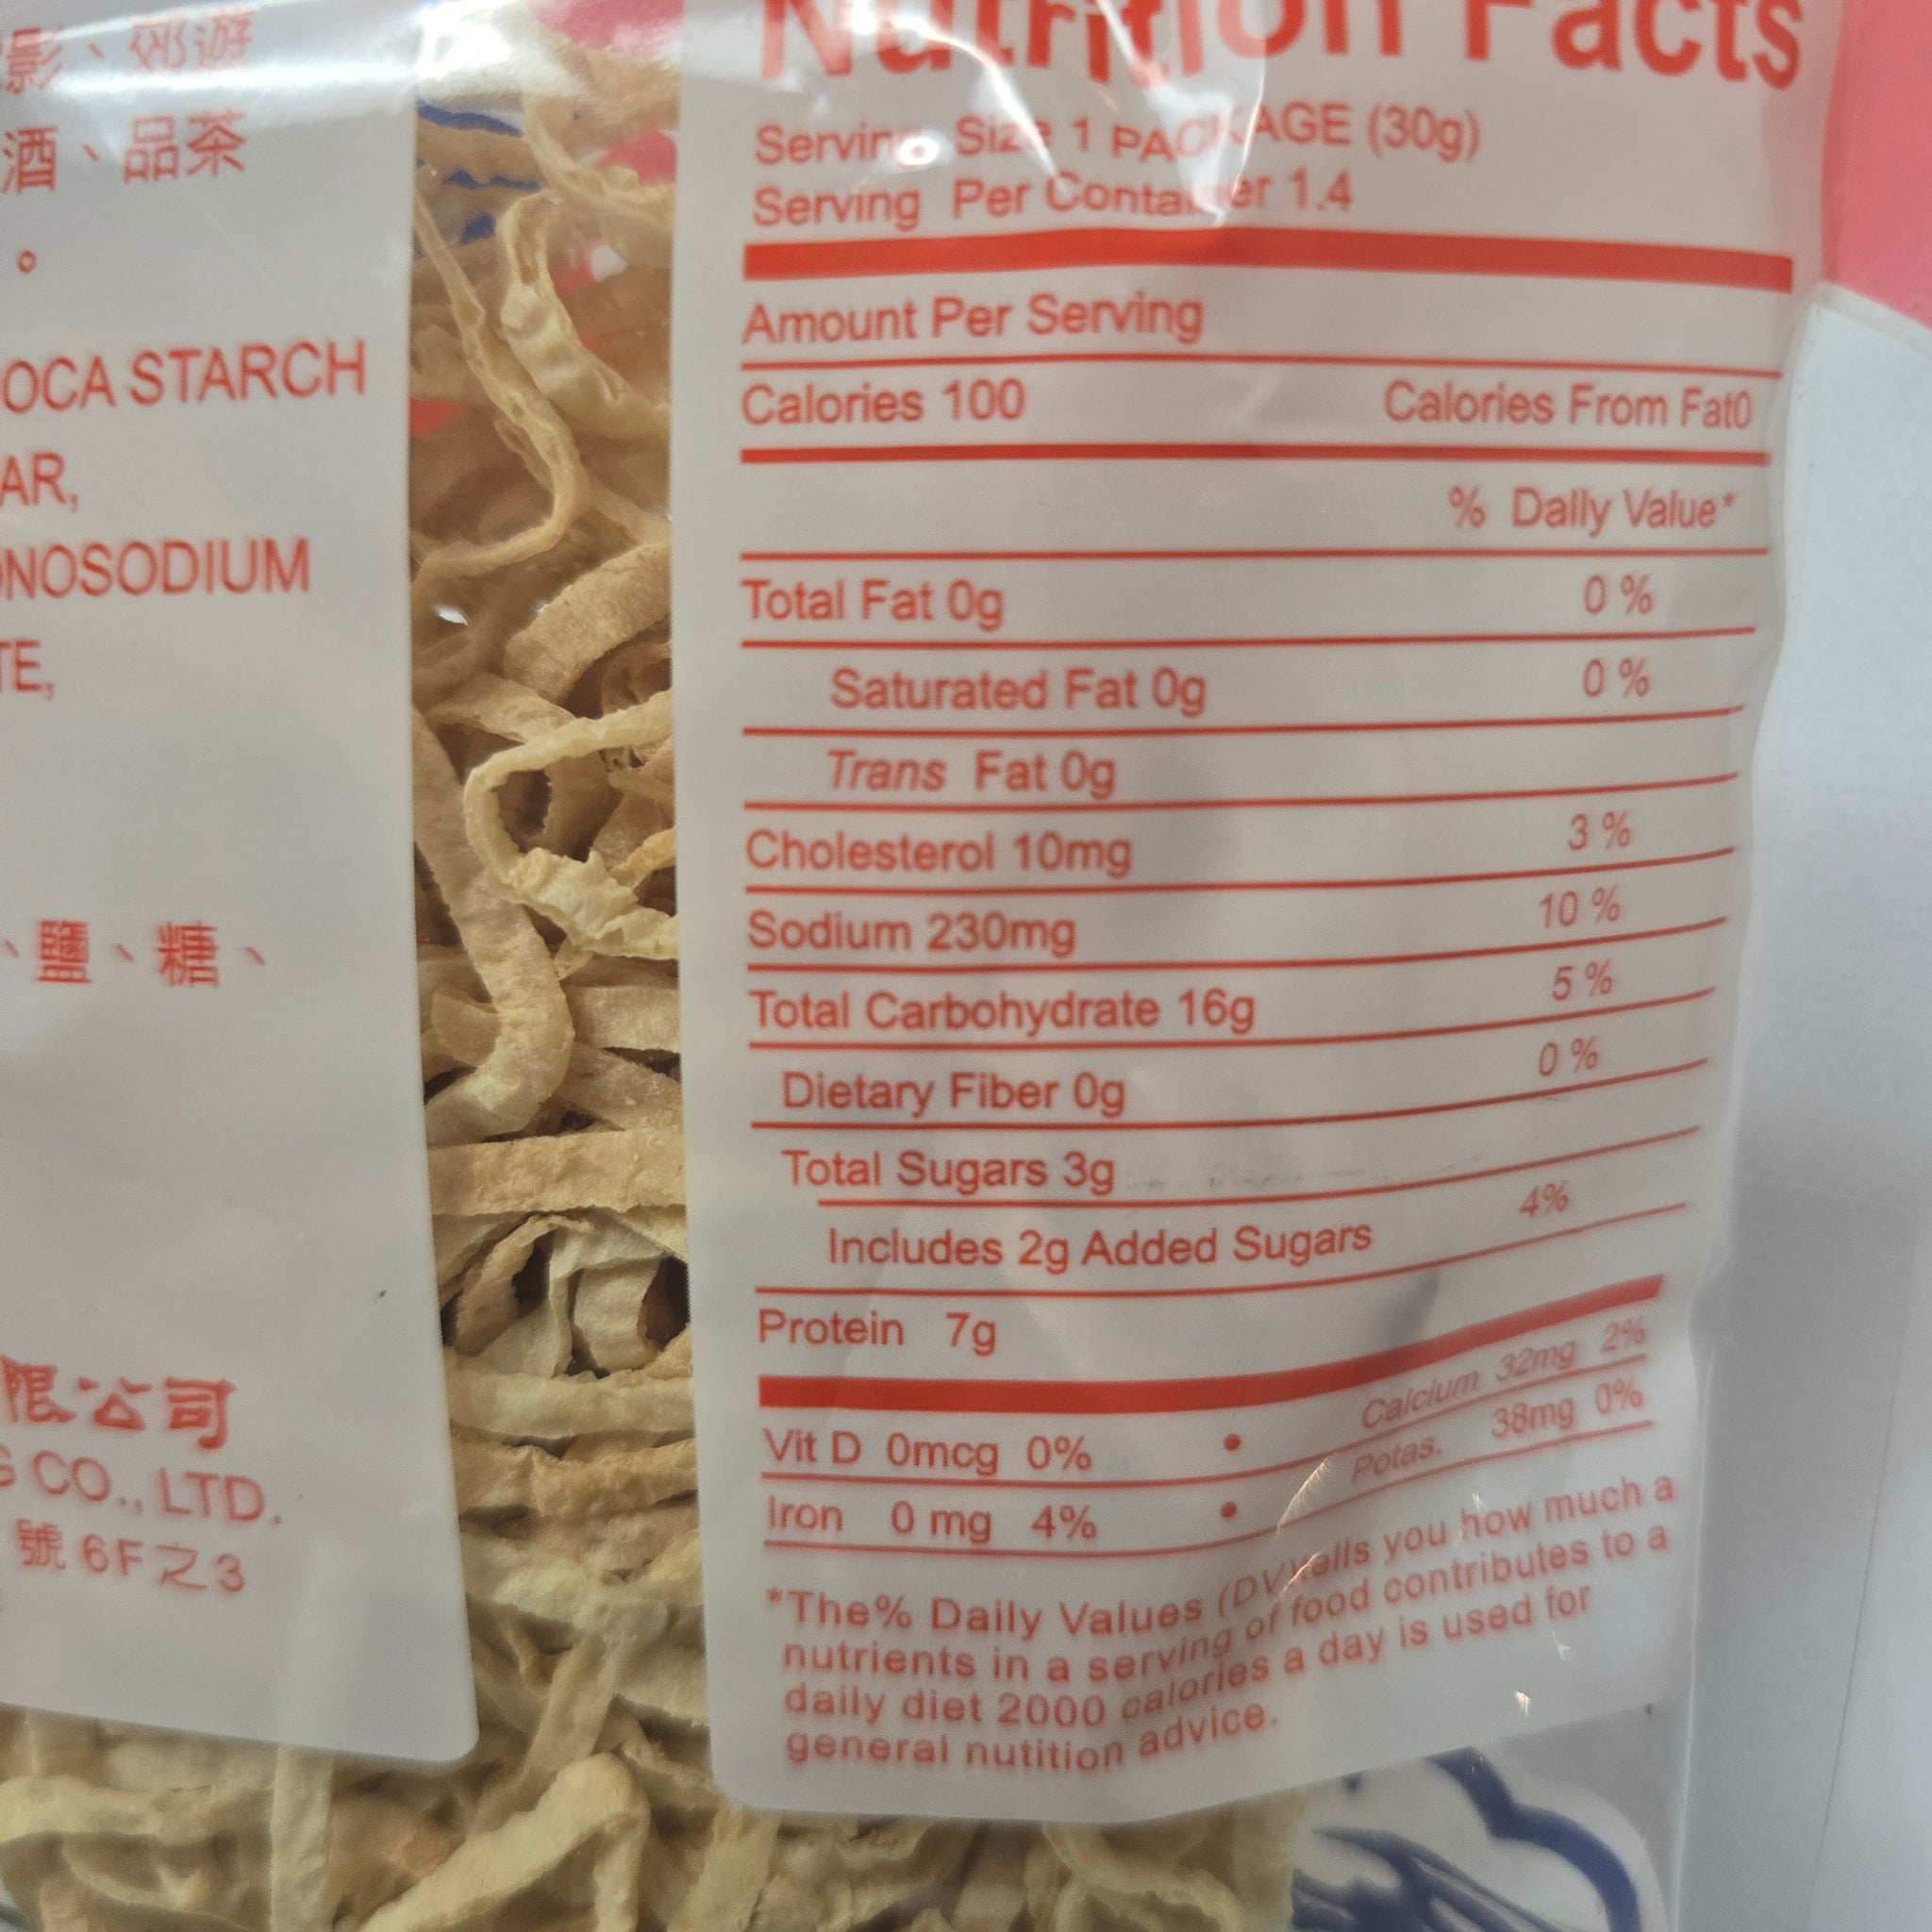 影、郊遊
酒、品茶
。
OCA STARCH
AR,
ONOSODIUM
TE,
、鹽、糖、
限公司
G CO., LTD.
號 6F之3
Nutrition Facts
Serving Size 1 PACKAGE (30g)
Serving Per Container 1.4
Amount Per Serving
Calories 100 Calories From Fat0
% Dally Value*
Total Fat 0g 0 %
Saturated Fat 0g 0 %
Trans Fat 0g
Cholesterol 10mg 3 %
Sodium 230mg 10 %
Total Carbohydrate 16g 5 %
Dietary Fiber 0g 0 %
Total Sugars 3g
Includes 2g Added Sugars 4%
Protein 7g
Vit D 0mcg 0% • Calcium 32mg 2%
Iron 0 mg 4% • Potas. 38mg 0%
*The% Daily Values (DV)tells you how much a
nutrients in a serving of food contributes to a
daily diet 2000 calories a day is used for
general nutition advice.